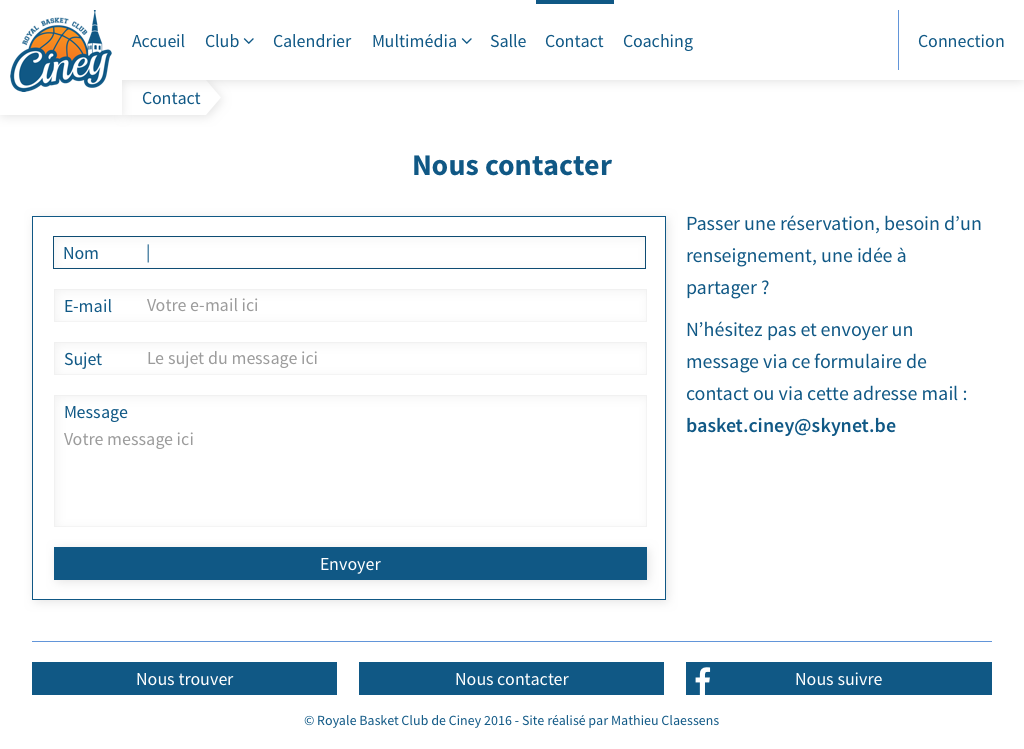 ROYAL BASKET CLUB
Ciney
Accueil Club Calendrier Multimédia Salle Contact Coaching Connection
Contact
Nous contacter
Nom
E-mail Votre e-mail ici
Sujet Le sujet du message ici
Message
Votre message ici
Envoyer
Passer une réservation, besoin d’un
renseignement, une idée à
partager ?
N’hésitez pas et envoyer un
message via ce formulaire de
contact ou via cette adresse mail :
basket.ciney@skynet.be
Nous trouver Nous contacter Nous suivre
© Royale Basket Club de Ciney 2016 - Site réalisé par Mathieu Claessens